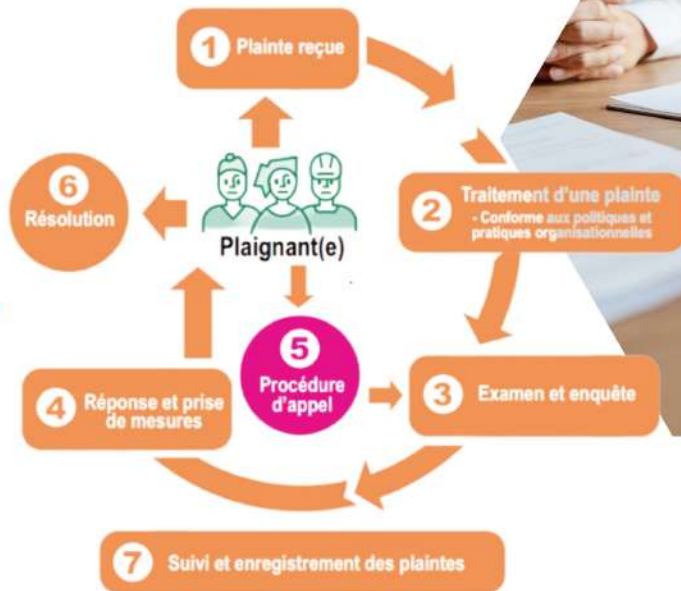 1 Plainte reçue
2 Traitement d'une plainte
- Conforme aux politiques et
pratiques organisationnelles
6
Résolution
Plaignant(e)
5
Procédure
d'appel
3 Examen et enquête
4 Réponse et prise
de mesures
7 Suivi et enregistrement des plaintes